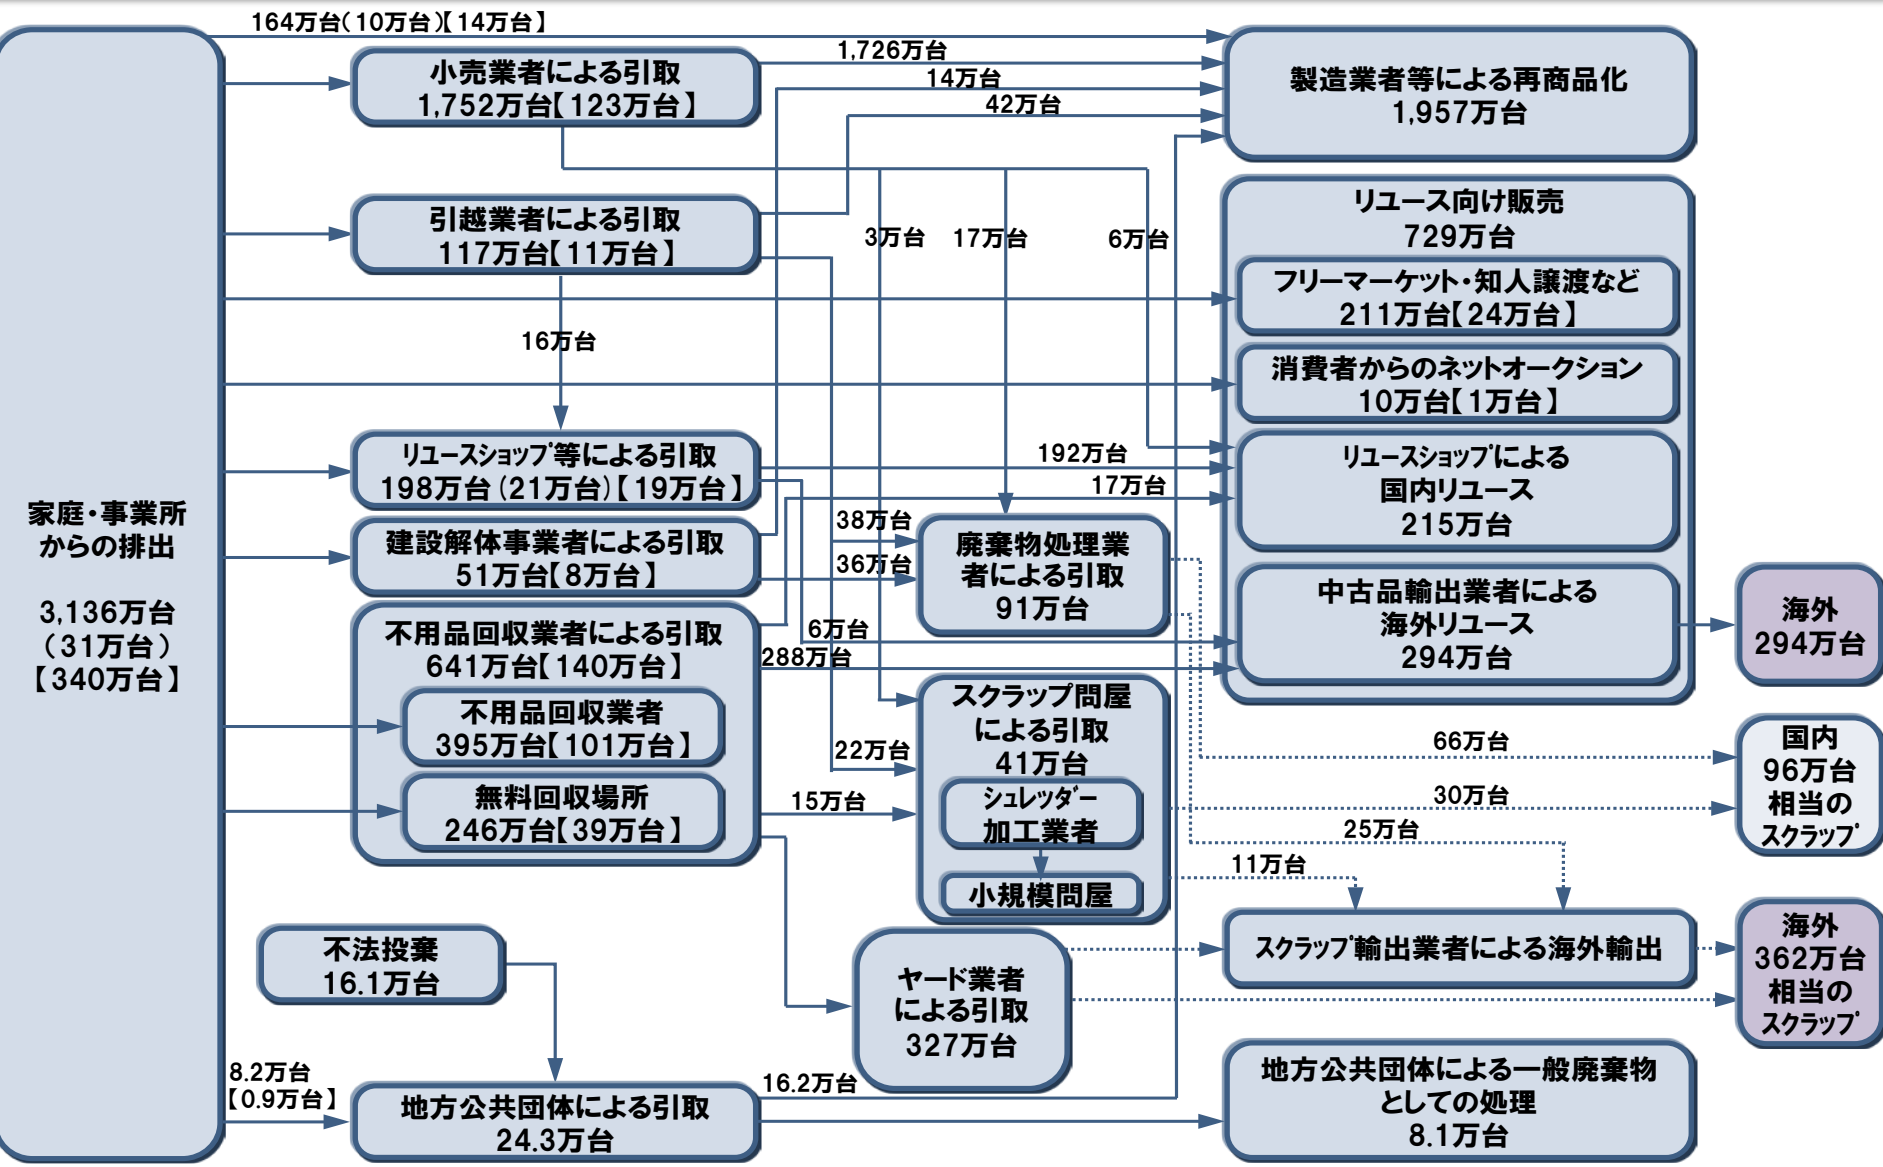 164万台(10万台)【14万台】
1,726万台
14万台
42万台
小売業者による引取
1,752万台【123万台】
製造業者等による再商品化
1,957万台
引越業者による引取
117万台【11万台】
3万台
17万台
6万台
16万台
リユース向け販売
729万台
フリーマーケット・知人譲渡など
211万台【24万台】
消費者からのネットオークション
10万台【1万台】
リユースショップによる
国内リユース
215万台
中古品輸出業者による
海外リユース
294万台
海外
294万台
家庭・事業所
からの排出
3,136万台
(31万台)
【340万台】
リユースショップ等による引取
198万台(21万台)【19万台】
192万台
17万台
建設解体事業者による引取
51万台【8万台】
38万台
36万台
廃棄物処理業
者による引取
91万台
不用品回収業者による引取
641万台【140万台】
6万台
288万台
不用品回収業者
395万台【101万台】
無料回収場所
246万台【39万台】
22万台
15万台
スクラップ問屋
による引取
41万台
シュレッダー
加工業者
小規模問屋
66万台
30万台
25万台
11万台
国内
96万台
相当の
スクラップ
スクラップ輸出業者による海外輸出
海外
362万台
相当の
スクラップ
ヤード業者
による引取
327万台
不法投棄
16.1万台
8.2万台
【0.9万台】
地方公共団体による引取
24.3万台
16.2万台
地方公共団体による一般廃棄物
としての処理
8.1万台